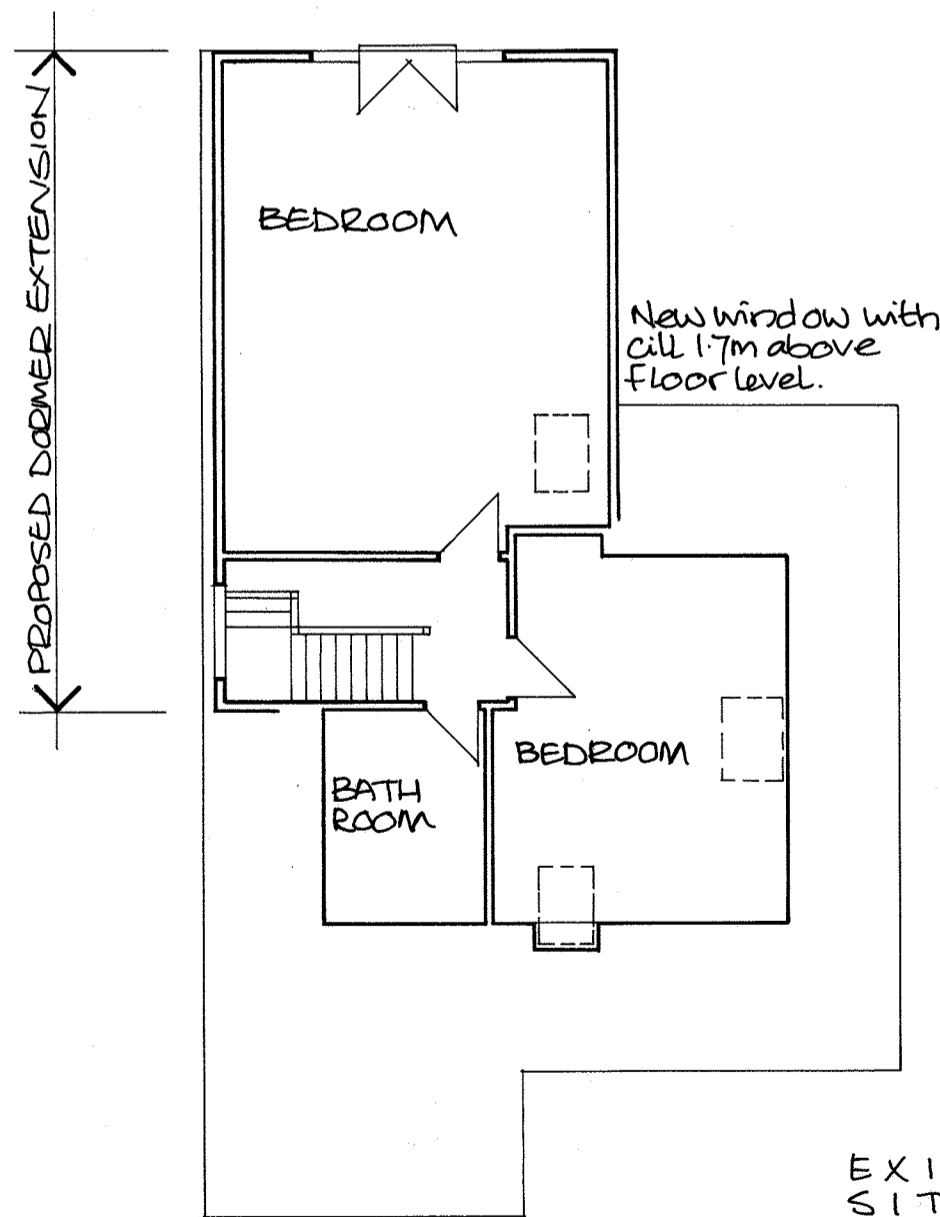 PROPOSED DORMER EXTENSION
BEDROOM
New window with
cill 1.7m above
floor level.
BEDROOM
BATH
ROOM
EXI
SIT